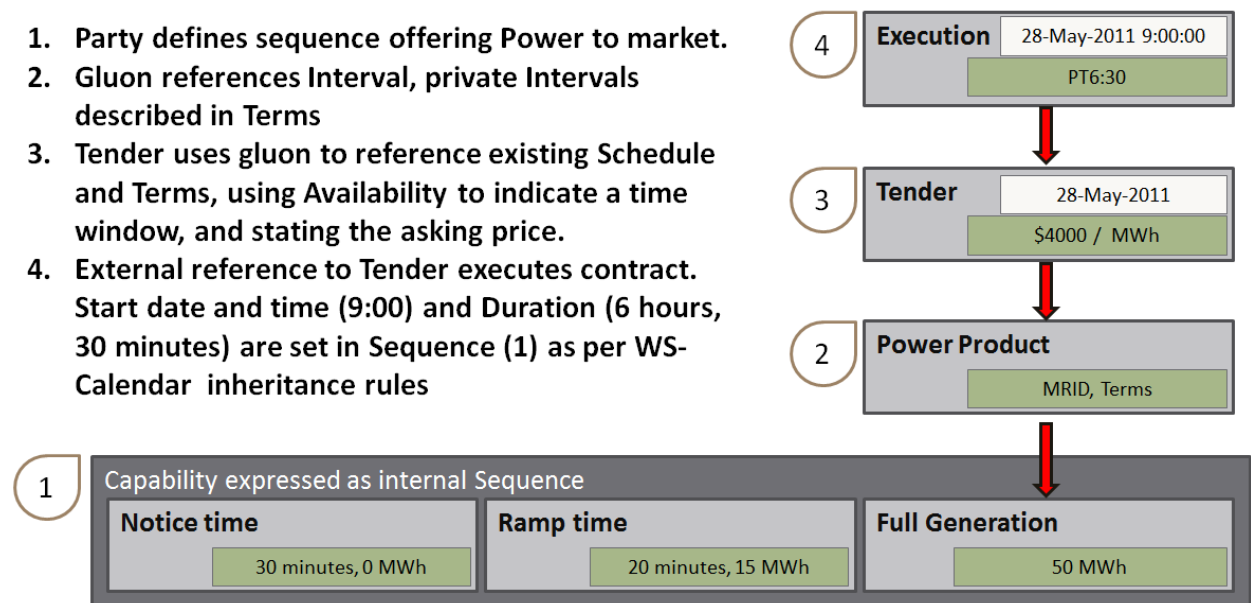 1. Party defines sequence offering Power to market.
2. Gluon references Interval, private Intervals
described in Terms
3. Tender uses gluon to reference existing Schedule
and Terms, using Availability to indicate a time
window, and stating the asking price.
4. External reference to Tender executes contract.
Start date and time (9:00) and Duration (6 hours,
30 minutes) are set in Sequence (1) as per WS-
Calendar inheritance rules
4
Execution
28-May-2011 9:00:00
PT6:30
3
Tender
28-May-2011
$4000 / MWh
2
Power Product
MRID, Terms
1
Capability expressed as internal Sequence
Notice time
30 minutes, 0 MWh
Ramp time
20 minutes, 15 MWh
Full Generation
50 MWh